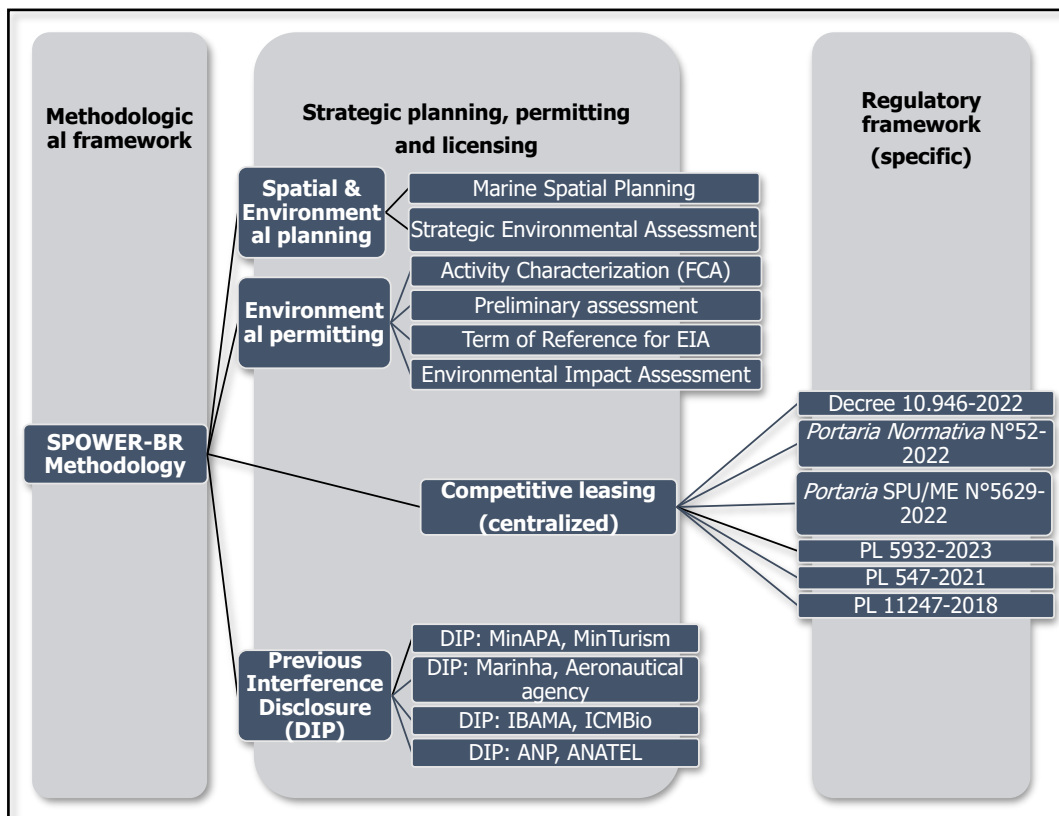 Methodologic
al framework
Strategic planning, permitting
and licensing
Regulatory
framework
(specific)
SPOWER-BR
Methodology
Spatial &
Environment
al planning
Marine Spatial Planning
Strategic Environmental Assessment
Environment
al permitting
Activity Characterization (FCA)
Preliminary assessment
Term of Reference for EIA
Environmental Impact Assessment
Competitive leasing
(centralized)
Decree 10.946-2022
Portaria Normativa N°52-
2022
Portaria SPU/ME N°5629-
2022
PL 5932-2023
PL 547-2021
PL 11247-2018
Previous
Interference
Disclosure
(DIP)
DIP: MinAPA, MinTurism
DIP: Marinha, Aeronautical
agency
DIP: IBAMA, ICMBio
DIP: ANP, ANATEL